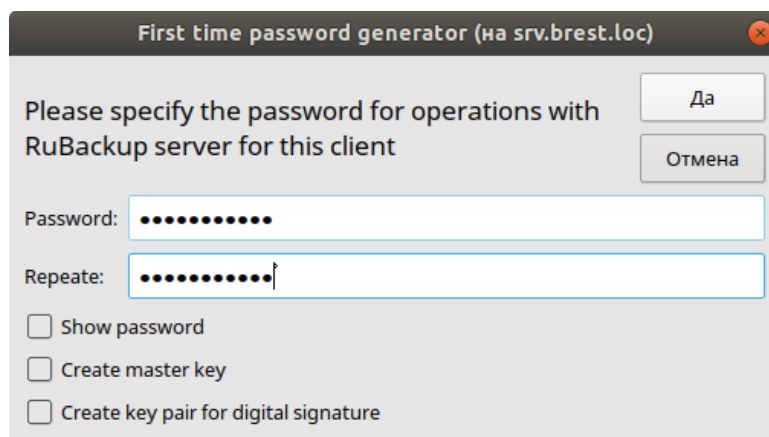 First time password generator (на srv.brest.loc)
Please specify the password for operations with
RuBackup server for this client
Да
Отмена
Password: ●●●●●●●●●●●
Repeate: ●●●●●●●●●●●
Show password
Create master key
Create key pair for digital signature